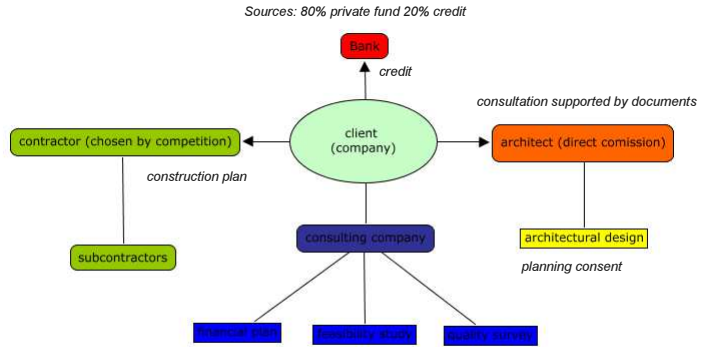 Sources: 80% private fund 20% credit
Bank
credit
consultation supported by documents
client
(company)
contractor (chosen by competition)
architect (direct comission)
construction plan
consulting company
architectural design
subcontractors
planning consent
financial plan
feesibility study
quality survey